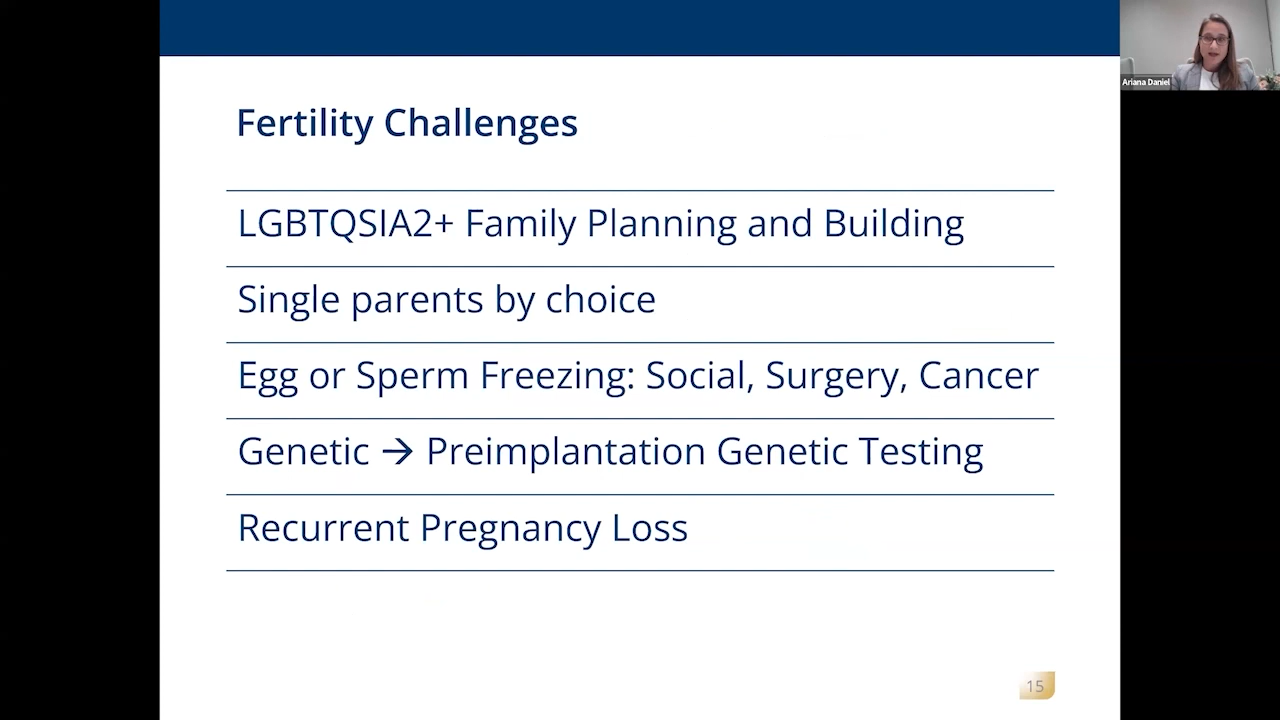 Ariana Daniel
Fertility Challenges
LGBTQSIA2+ Family Planning and Building
Single parents by choice
Egg or Sperm Freezing: Social, Surgery, Cancer
Genetic → Preimplantation Genetic Testing
Recurrent Pregnancy Loss
15